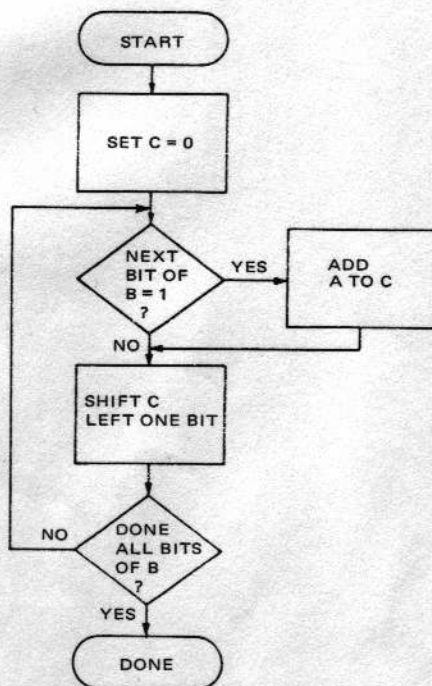 START
SET C = 0
NEXT
BIT OF
B = 1
?
YES
ADD
A TO C
NO
SHIFT C
LEFT ONE BIT
NO
DONE
ALL BITS
OF B
?
YES
DONE